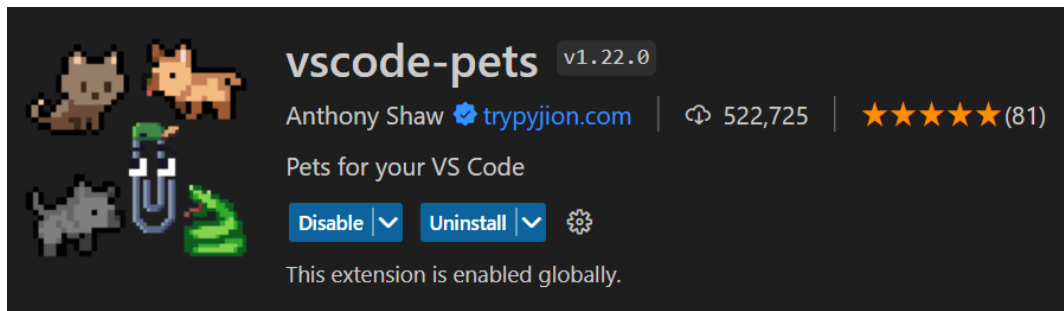 vscode-pets v1.22.0
Anthony Shaw trypyjion.com 522,725 (81)
Pets for your VS Code
Disable Uninstall
This extension is enabled globally.